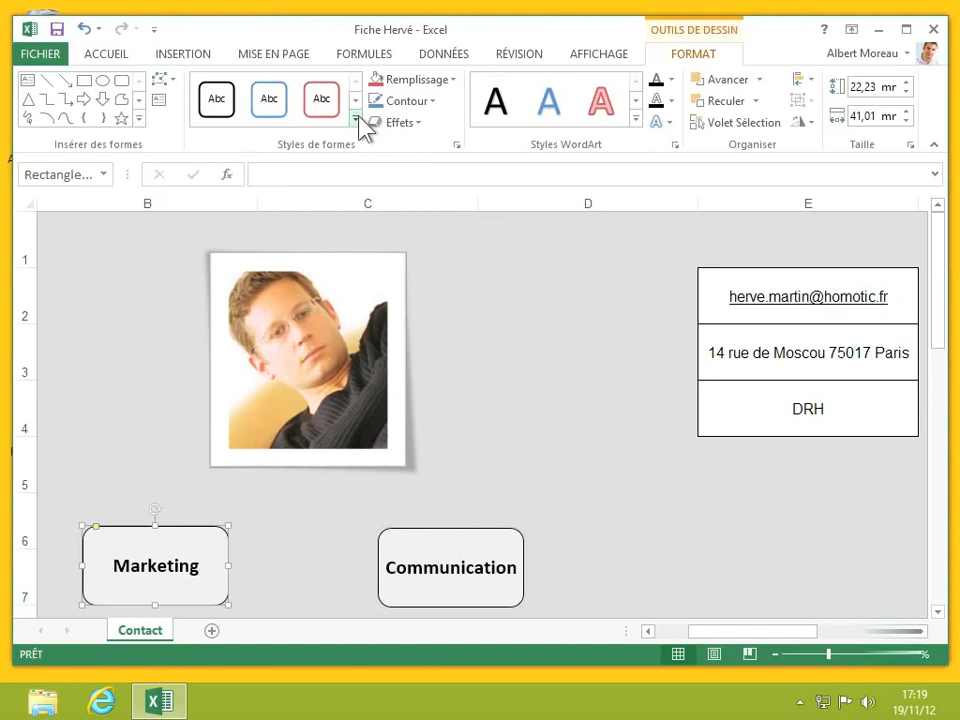 Fiche Hervé - Excel
OUTILS DE DESSIN
?
FICHIER
ACCUEIL
INSERTION
MISE EN PAGE
FORMULES
DONNÉES
RÉVISION
AFFICHAGE
FORMAT
Albert Moreau
Abc
Abc
Abc
Remplissage
Contour
Effets
A
A
A
A
A
A
Avancer
Reculer
Volet Sélection
22,23 mr
41,01 mr
Insérer des formes
Styles de formes
Styles WordArt
Organiser
Taille
Rectangle...
fx
B
C
D
E
1
2
3
4
5
6
7
herve.martin@homotic.fr
14 rue de Moscou 75017 Paris
DRH
Marketing
Communication
Contact
PRÊT
%
17:19
19/11/12